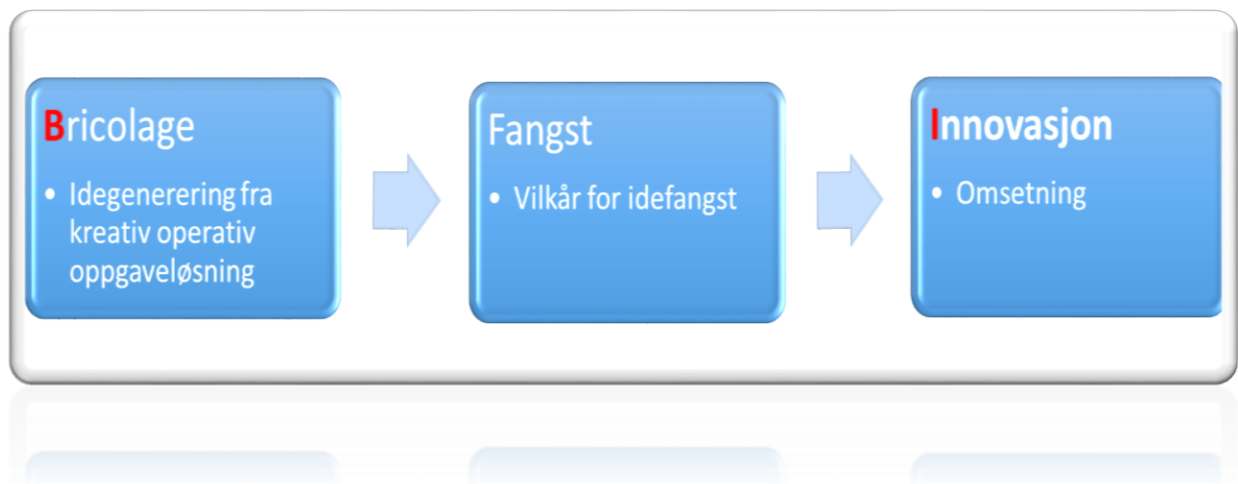 Bricolage
• Idegenerering fra
kreativ operativ
oppgaveløsning
Fangst
• Vilkår for idefangst
Innovasjon
• Omsetning